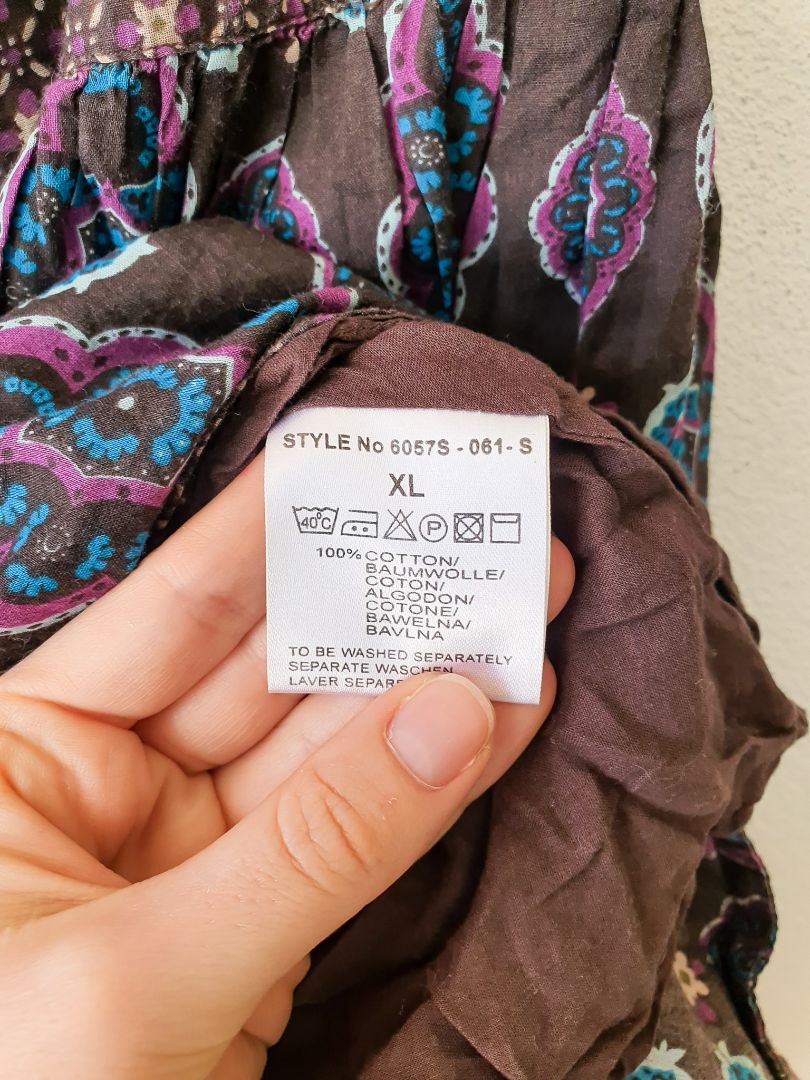 STYLE No 6057S - 061- S
XL
40°C P
100% COTTON/
BAUMWOLLE/
COTON/
ALGODON/
COTONE/
BAWELNA/
BAVLNA
TO BE WASHED SEPARATELY
SEPARATE WASCHEN
LAVER